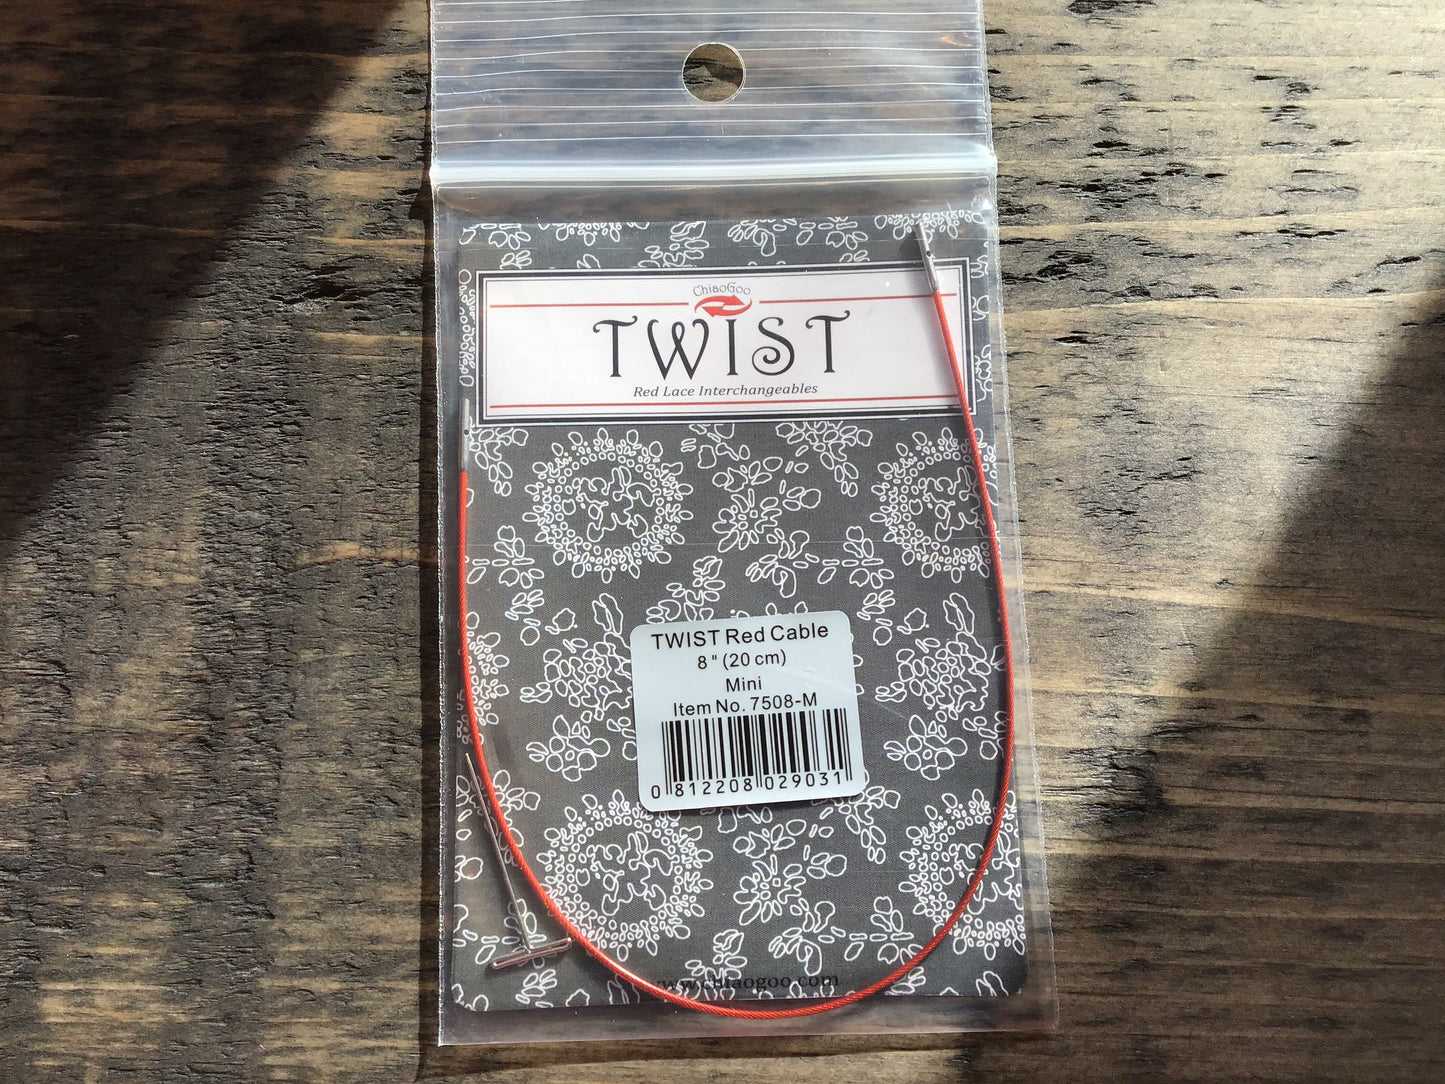 ChiaoGoo
TWIST
Red Lace Interchangeables
TWIST Red Cable
8" (20 cm)
Mini
Item No. 7508-M
0 812208 029031
www.chiaogoo.com